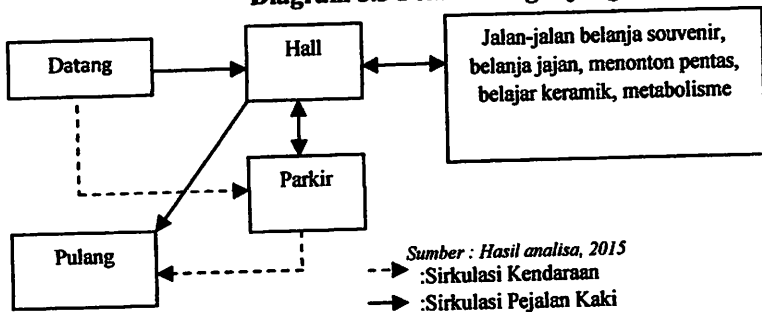 Datang
Hall
Jalan-jalan belanja souvenir,
belanja jajan, menonton pentas,
belajar keramik, metabolisme
Parkir
Pulang
Sumber : Hasil analisa, 2015
:Sirkulasi Kendaraan
:Sirkulasi Pejalan Kaki